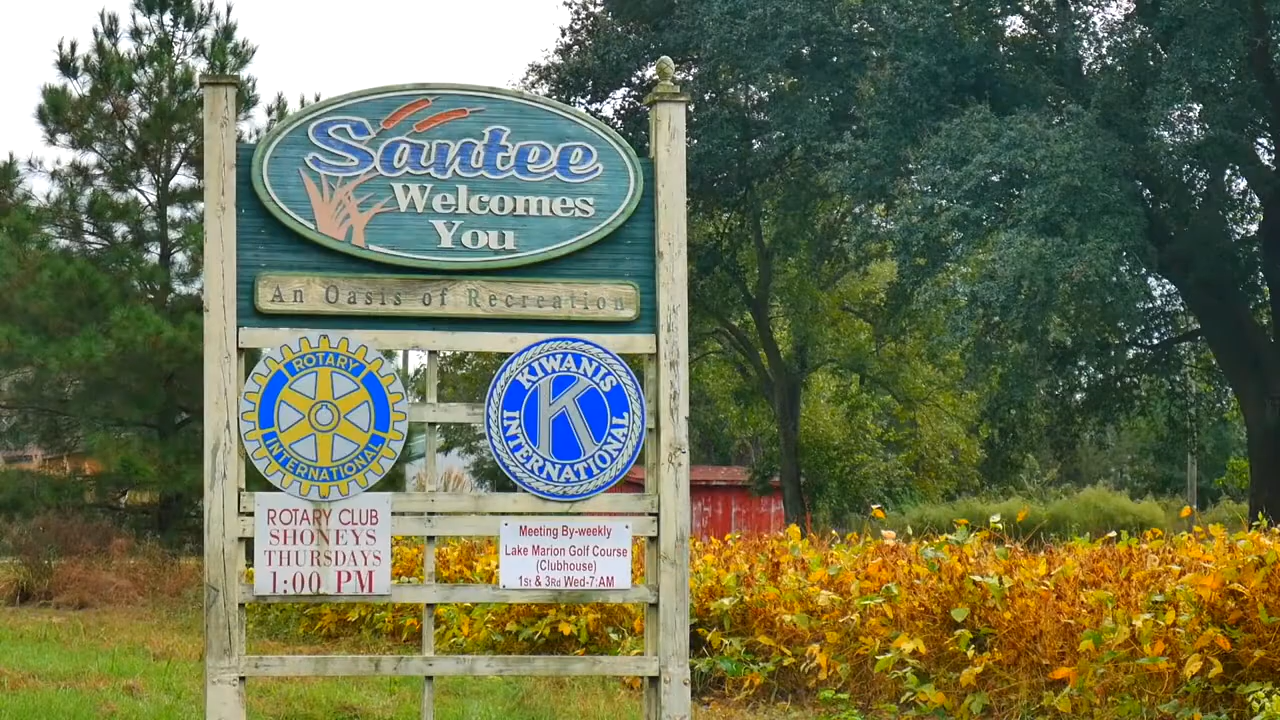 Santee
Welcomes
You
An Oasis of Recreation
ROTARY
INTERNATIONAL
KIWANIS
K
INTERNATIONAL
ROTARY CLUB
SHONEYS
THURSDAYS
1:00 PM
Meeting By-weekly
Lake Marion Golf Course
(Clubhouse)
1St & 3Rd Wed-7:AM